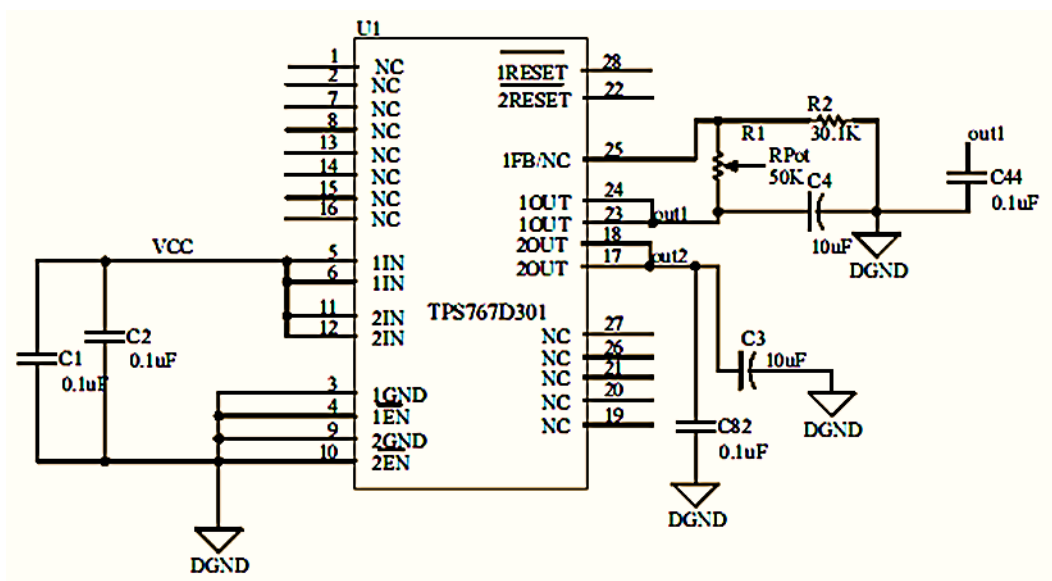 U1
1 NC
2 NC
7 NC
8 NC
13 NC
14 NC
15 NC
16 NC
VCC
5 1IN
6 1IN
11 2IN
12 2IN
3 1GND
4 1EN
9 2GND
10 2EN
C1
0.1uF
C2
0.1uF
DGND
TPS767D301
1RESET 28
2RESET 22
1FB/NC 25
1OUT 24
1OUT 23
2OUT 18
2OUT 17
NC 27
NC 26
NC 21
NC 20
NC 19
out1
out2
R1
R2
30.1K
RPot
50K
C4
10uF
DGND
out1
C44
0.1uF
C3
10uF
DGND
C82
0.1uF
DGND